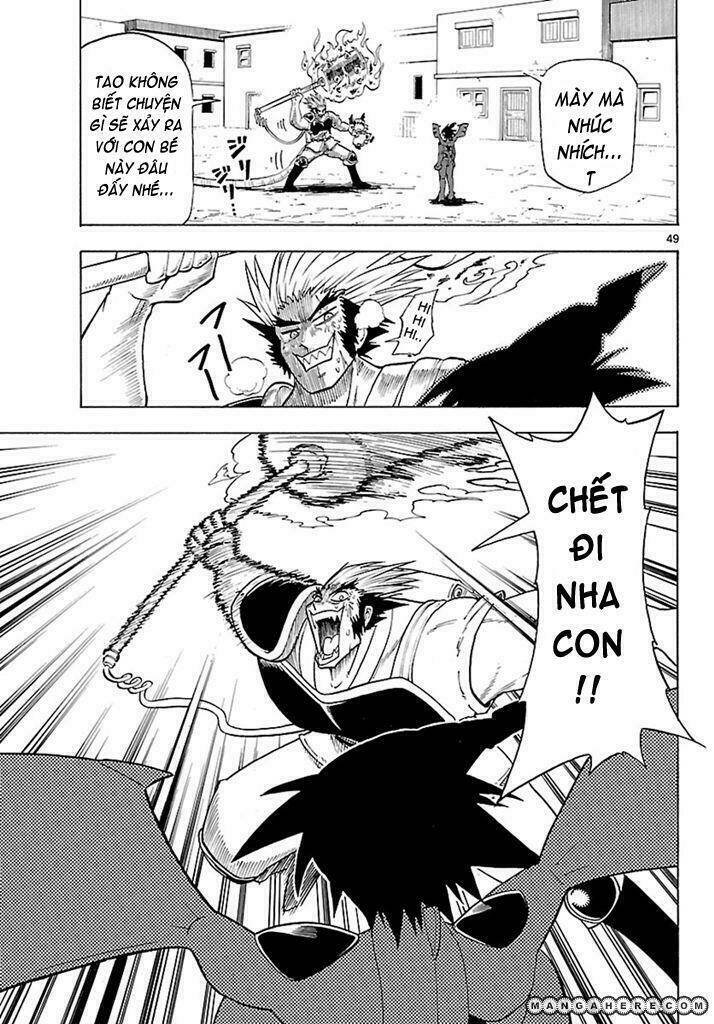 MÀY MÀ
NHÚC
NHÍCH...
T
TAO KHÔNG
BIẾT CHUYỆN
GÌ SẼ XẢY RA
VỚI CON BÉ
NÀY ĐÂU
ĐẤY NHÉ...
49
HI
HI
HI..
CHẾT
ĐI
NHA
CON
!!
MANGAHERE.COM